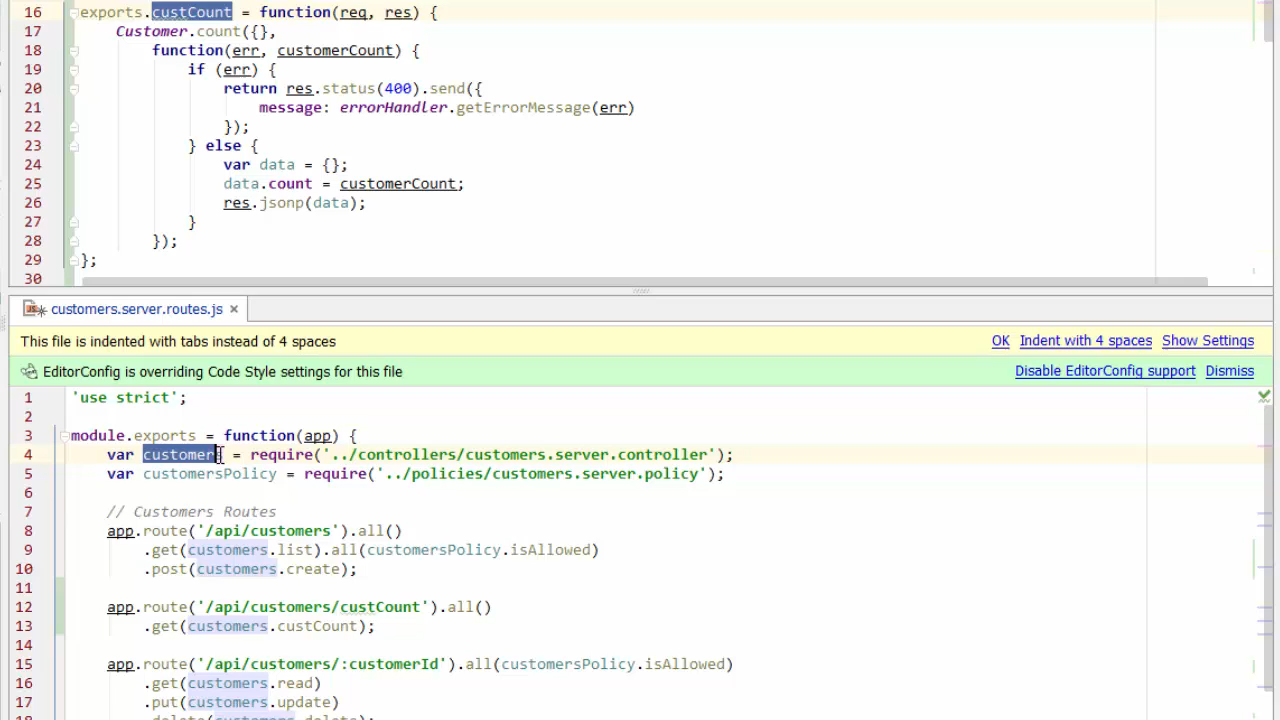 16 exports.custCount = function(req, res) {
17 Customer.count({},
18 function(err, customerCount) {
19 if (err) {
20 return res.status(400).send({
21 message: errorHandler.getErrorMessage(err)
22 });
23 } else {
24 var data = {};
25 data.count = customerCount;
26 res.jsonp(data);
27 }
28 });
29 };
30
customers.server.routes.js
This file is indented with tabs instead of 4 spaces OK Indent with 4 spaces Show Settings
EditorConfig is overriding Code Style settings for this file Disable EditorConfig support Dismiss
1 'use strict';
2
3 module.exports = function(app) {
4 var customers = require('../controllers/customers.server.controller');
5 var customersPolicy = require('../policies/customers.server.policy');
6
7 // Customers Routes
8 app.route('/api/customers').all()
9 .get(customers.list).all(customersPolicy.isAllowed)
10 .post(customers.create);
11
12 app.route('/api/customers/custCount').all()
13 .get(customers.custCount);
14
15 app.route('/api/customers/:customerId').all(customersPolicy.isAllowed)
16 .get(customers.read)
17 .put(customers.update)
18 .delete(customers.delete);